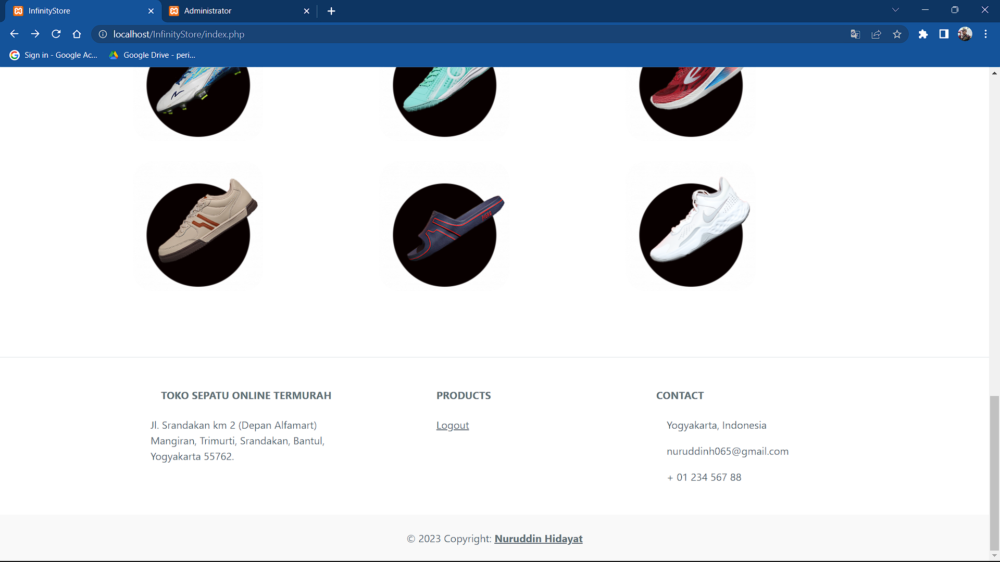 InfinityStore
Administrator
localhost/InfinityStore/index.php
Sign in - Google Ac...
Google Drive - peri...
PIERO
TOKO SEPATU ONLINE TERMURAH
Jl. Srandakan km 2 (Depan Alfamart)
Mangiran, Trimurti, Srandakan, Bantul,
Yogyakarta 55762.
PRODUCTS
Logout
CONTACT
Yogyakarta, Indonesia
nuruddinh065@gmail.com
+ 01 234 567 88
© 2023 Copyright: Nuruddin Hidayat